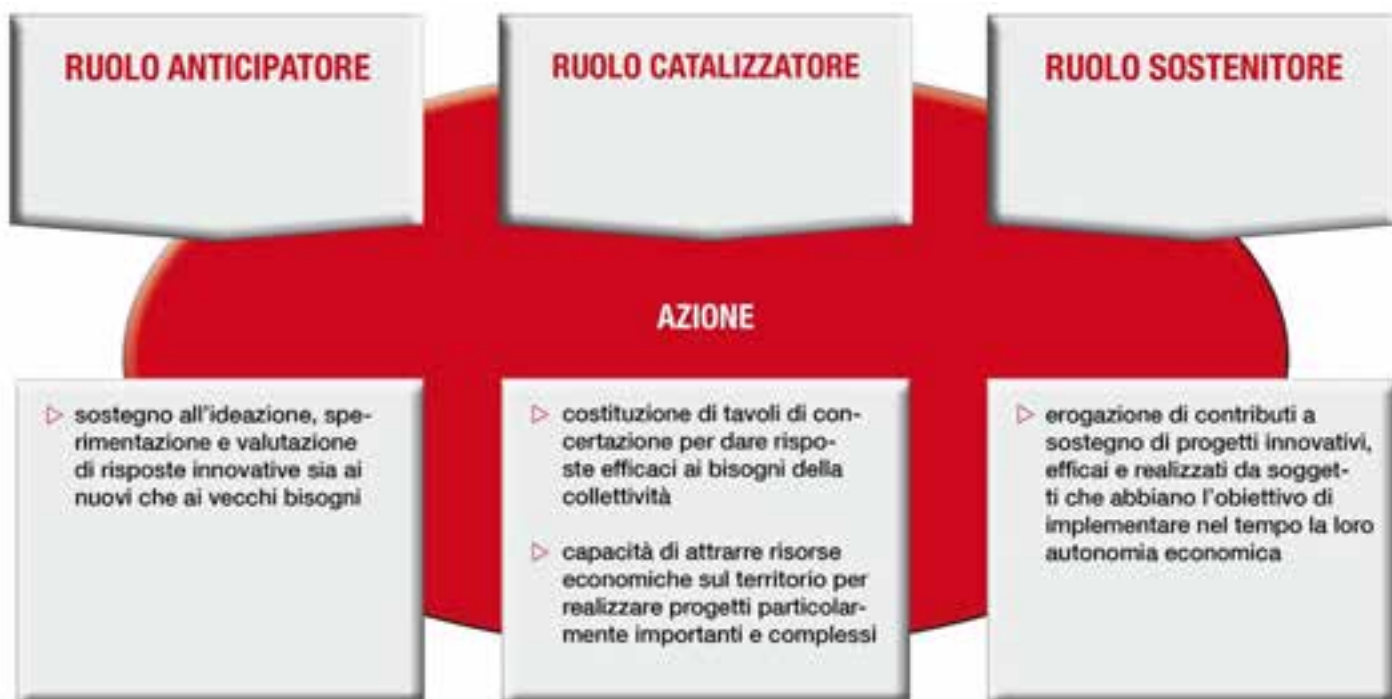 RUOLO ANTICIPATORE
RUOLO CATALIZZATORE
RUOLO SOSTENITORE
AZIONE
▷ sostegno all'ideazione, spe-
rimentazione e valutazione
di risposte innovative sia ai
nuovi che ai vecchi bisogni
▷ costituzione di tavoli di con-
certazione per dare rispo-
ste efficaci ai bisogni della
collettività
▷ capacità di attrarre risorse
economiche sul territorio per
realizzare progetti particolar-
mente importanti e complessi
▷ erogazione di contributi a
sostegno di progetti innovativi,
efficai e realizzati da sogget-
ti che abbiano l'obiettivo di
implementare nel tempo la loro
autonomia economica